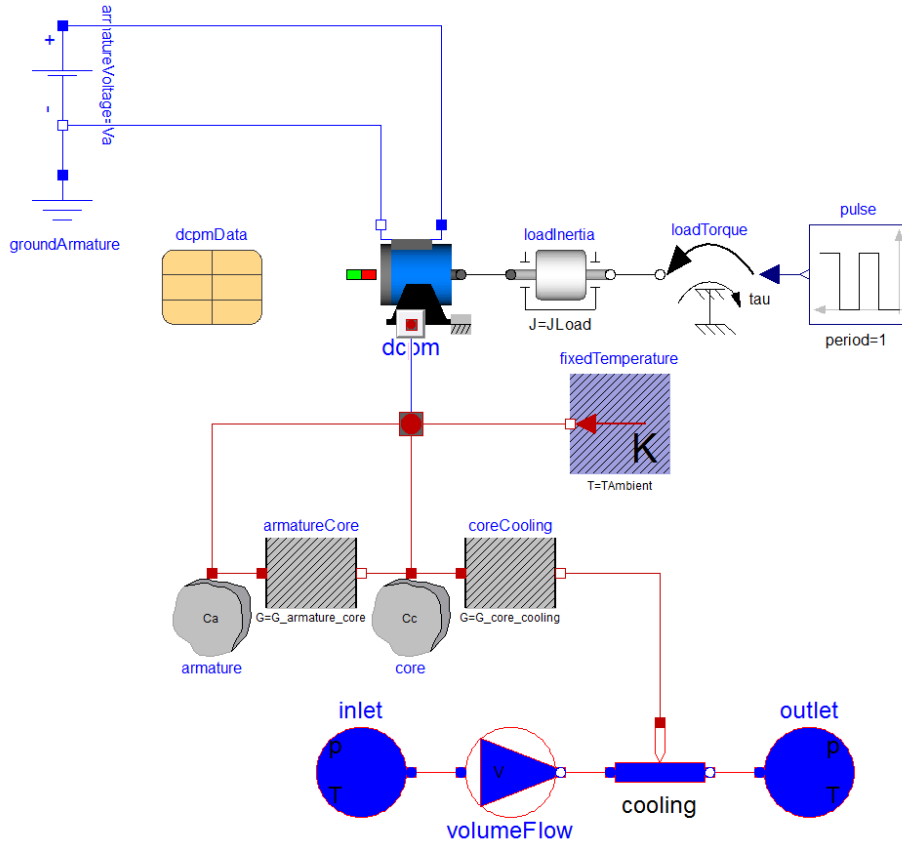 +
armatureVoltage=Va
-
groundArmature
dcpmData
dcpm
loadInertia
J=JLoad
loadTorque
tau
pulse
period=1
fixedTemperature
K
T=TAmbient
armatureCore
G=G_armature_core
coreCooling
G=G_core_cooling
Ca
armature
Cc
core
inlet
p
T
V
volumeFlow
cooling
outlet
p
T